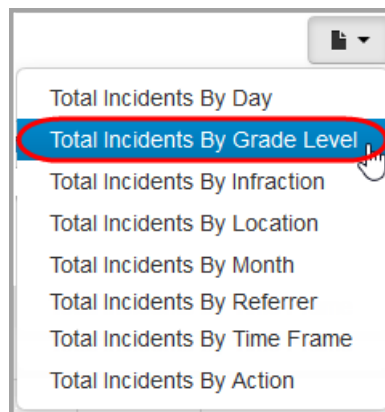 Total Incidents By Day
Total Incidents By Grade Level
Total Incidents By Infraction
Total Incidents By Location
Total Incidents By Month
Total Incidents By Referrer
Total Incidents By Time Frame
Total Incidents By Action